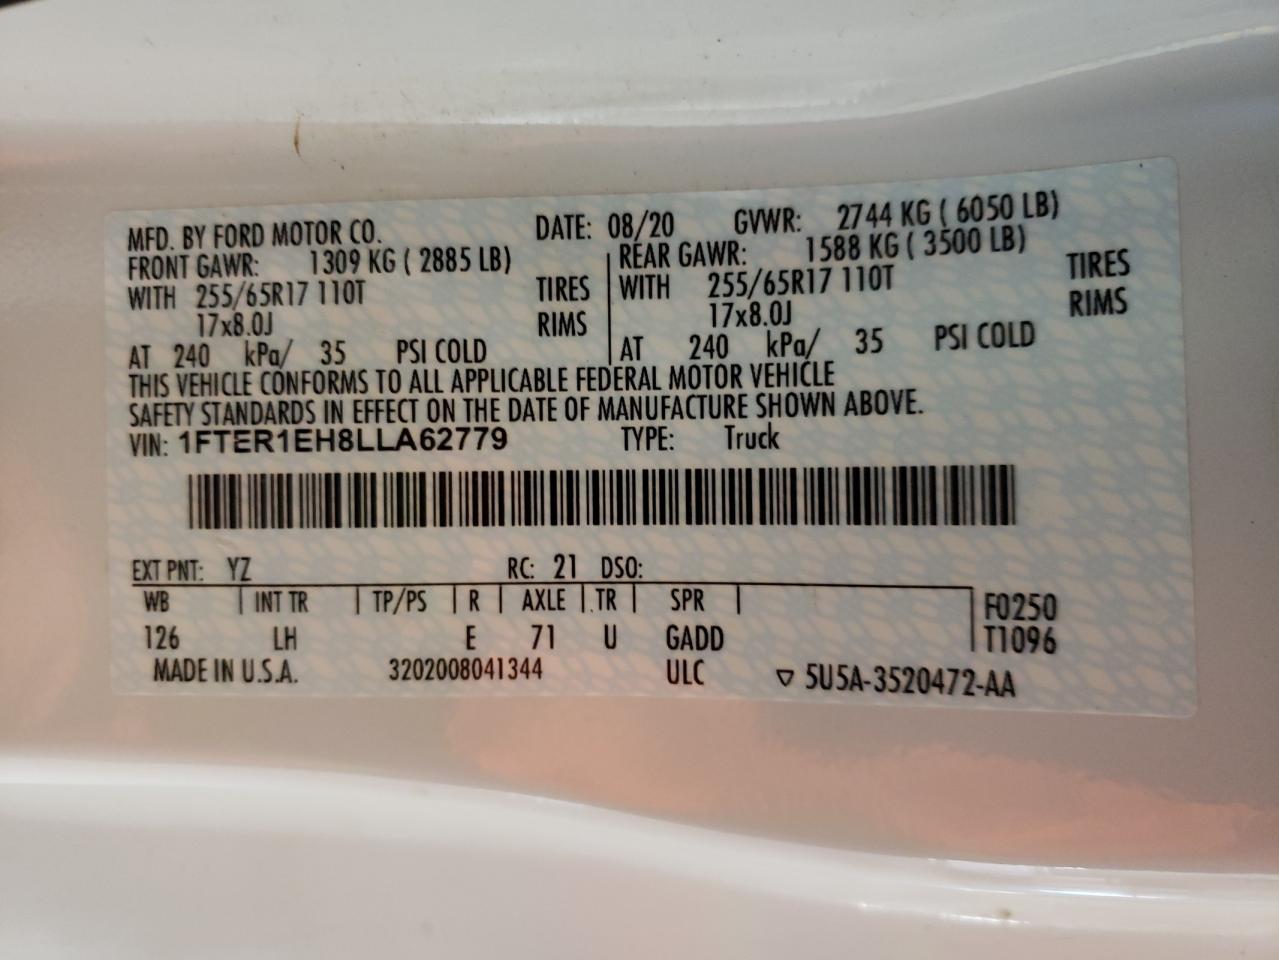 MFD. BY FORD MOTOR CO. DATE: 08/20 GVWR: 2744 KG ( 6050 LB)
FRONT GAWR: 1309 KG ( 2885 LB) REAR GAWR: 1588 KG ( 3500 LB)
WITH 255/65R17 110T TIRES WITH 255/65R17 110T TIRES
17x8.0J RIMS 17x8.0J RIMS
AT 240 kPa/ 35 PSI COLD AT 240 kPa/ 35 PSI COLD
THIS VEHICLE CONFORMS TO ALL APPLICABLE FEDERAL MOTOR VEHICLE
SAFETY STANDARDS IN EFFECT ON THE DATE OF MANUFACTURE SHOWN ABOVE.
VIN: 1FTER1EH8LLA62779 TYPE: Truck
EXT PNT: YZ RC: 21 DSO:
WB INT TR TP/PS R AXLE TR SPR F0250
126 LH E 71 U GADD T1096
MADE IN U.S.A. 3202008041344 ULC ▽ 5U5A-3520472-AA